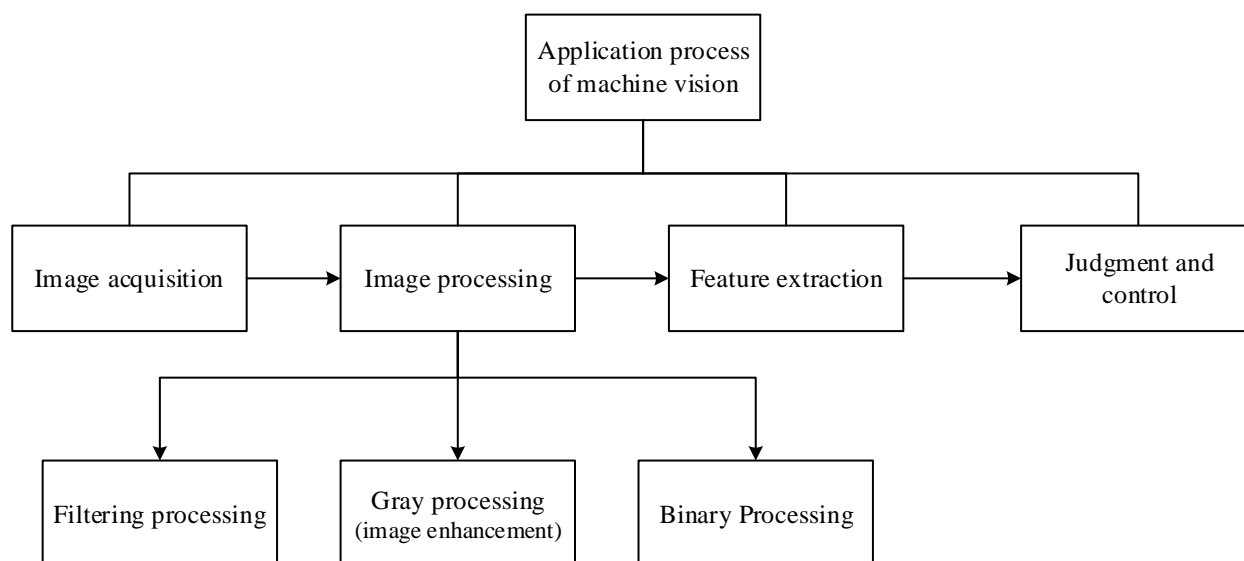 Application process
of machine vision
Image acquisition
Image processing
Feature extraction
Judgment and
control
Filtering processing
Gray processing
(image enhancement)
Binary Processing